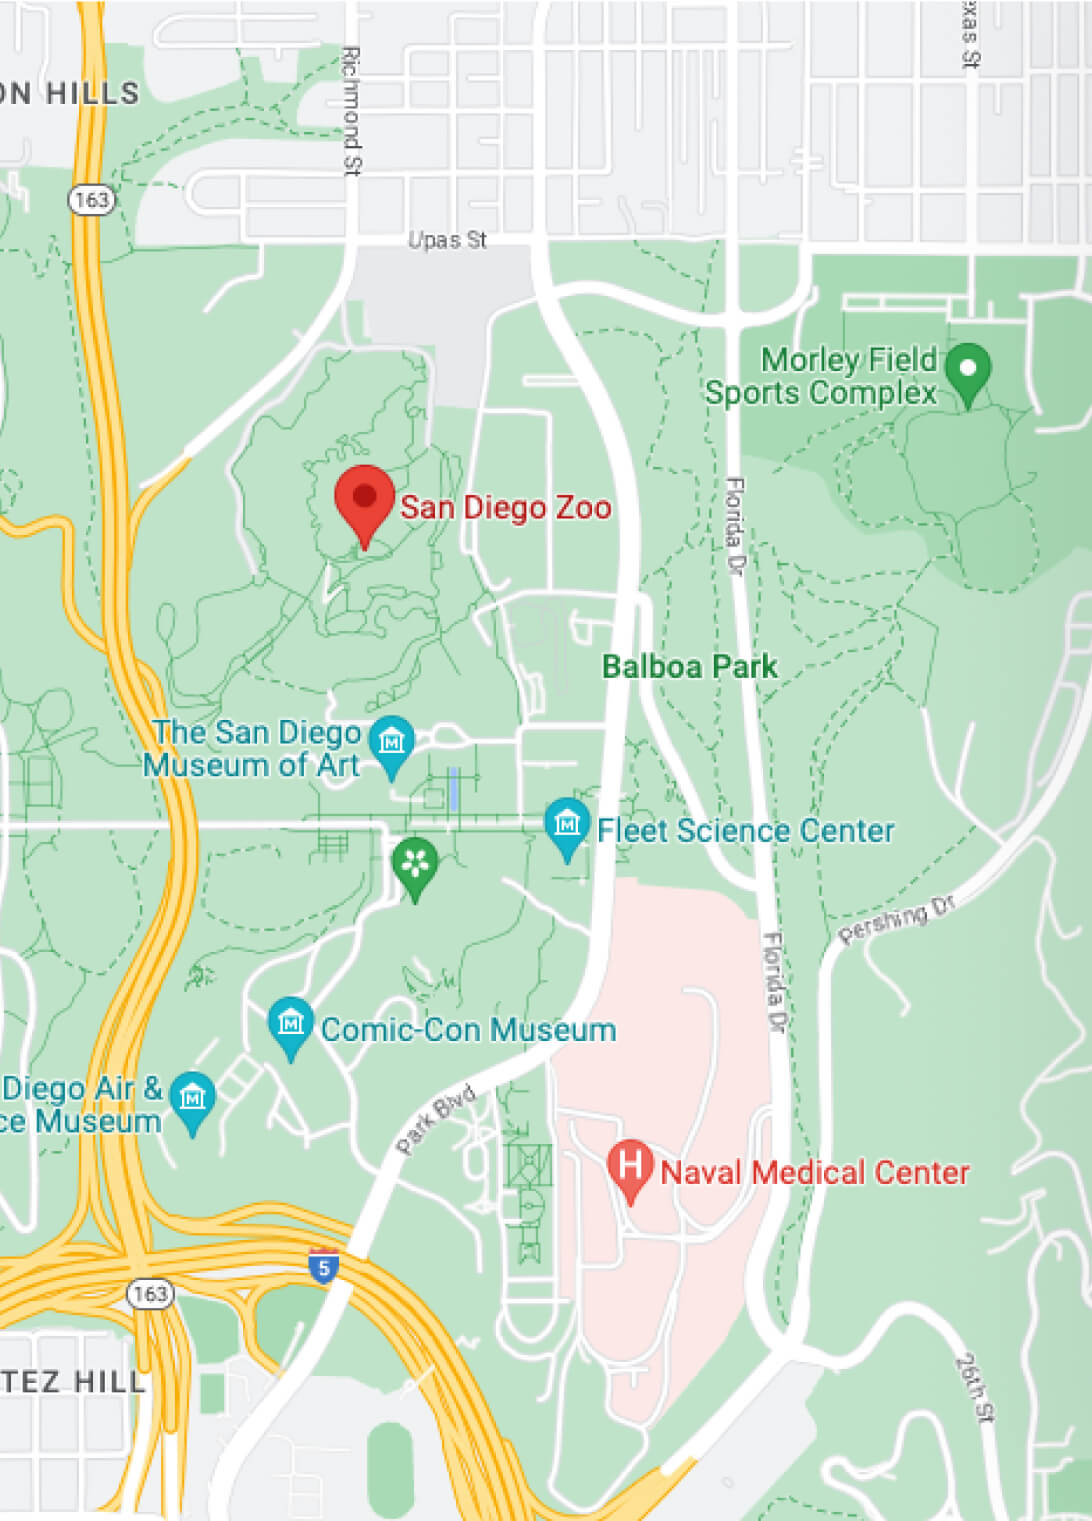 Richmond St
exas St
ON HILLS
163
Upas St
Morley Field
Sports Complex
San Diego Zoo
Florida Dr
Balboa Park
The San Diego
Museum of Art
Fleet Science Center
Pershing Dr
Florida Dr
Comic-Con Museum
Diego Air &
ce Museum
Park Blvd
H
Naval Medical Center
5
163
TEZ HILL
26th St